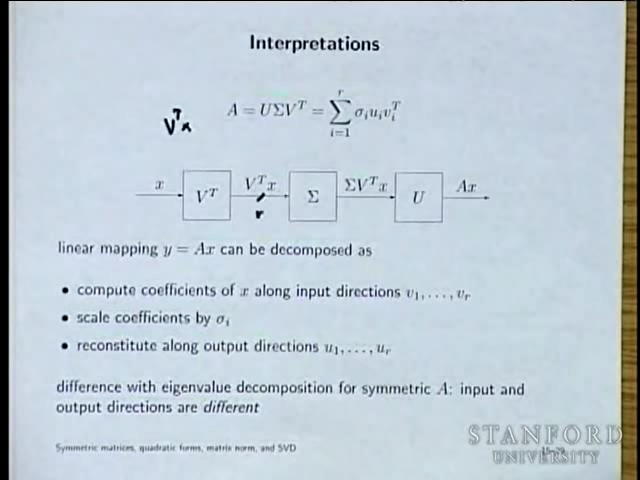 Interpretations
A = UΣV^T = \sum_{i=1}^{r} σ_i u_i v_i^T
V^T x
x V^T V^T x Σ ΣV^T x U Ax
r
linear mapping y = Ax can be decomposed as
• compute coefficients of x along input directions v_1, . . . , v_r
• scale coefficients by σ_i
• reconstitute along output directions u_1, . . . , u_r
difference with eigenvalue decomposition for symmetric A: input and
output directions are different
Symmetric matrices, quadratic forms, matrix norm, and SVD
STANFORD
UNIVERSITY